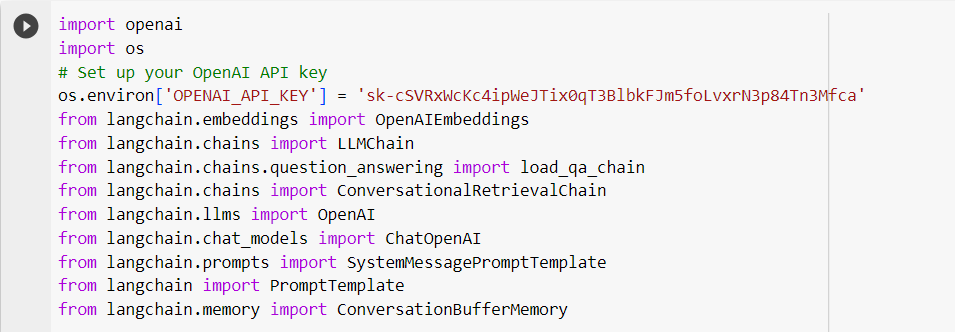 import openai
import os
# Set up your OpenAI API key
os.environ['OPENAI_API_KEY'] = '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'
from langchain.embeddings import OpenAIEmbeddings
from langchain.chains import LLMChain
from langchain.chains.question_answering import load_qa_chain
from langchain.chains import ConversationalRetrievalChain
from langchain.llms import OpenAI
from langchain.chat_models import ChatOpenAI
from langchain.prompts import SystemMessagePromptTemplate
from langchain import PromptTemplate
from langchain.memory import ConversationBufferMemory